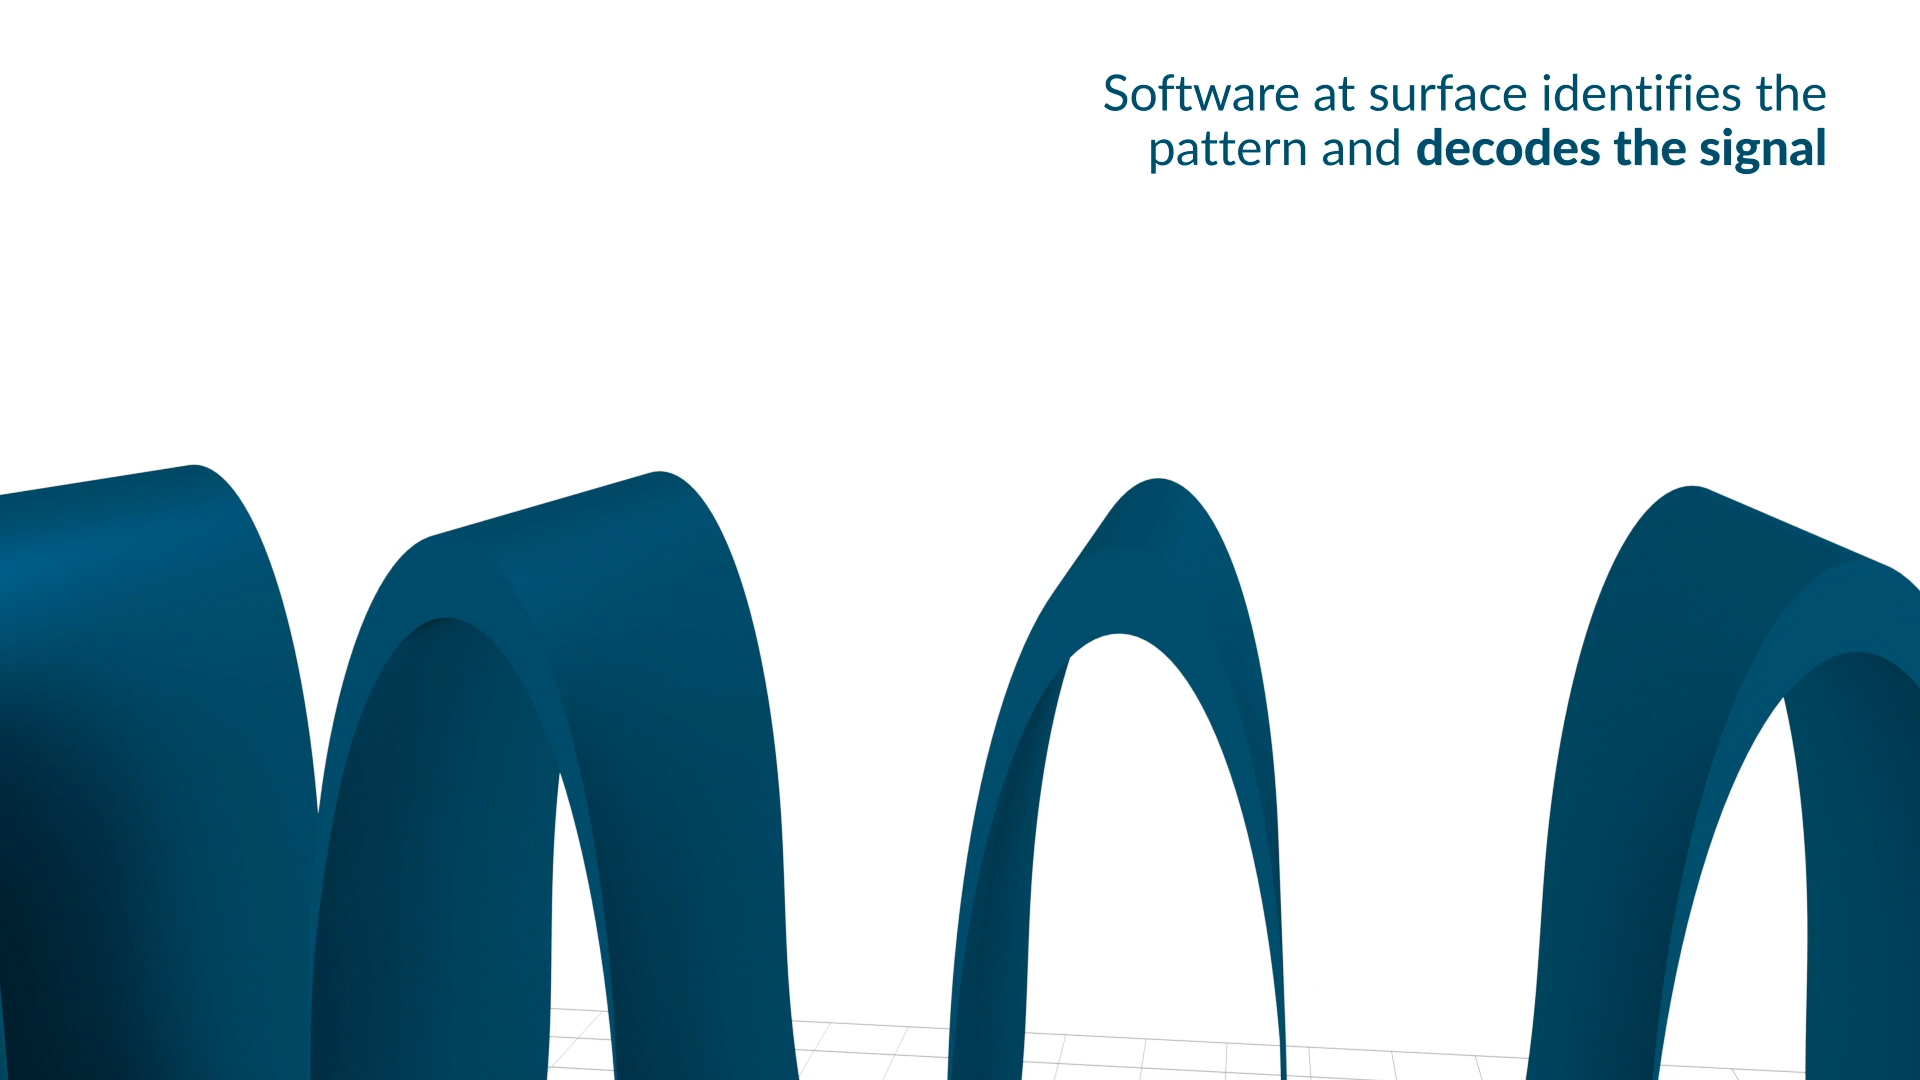 Software at surface identifies the
pattern and decodes the signal